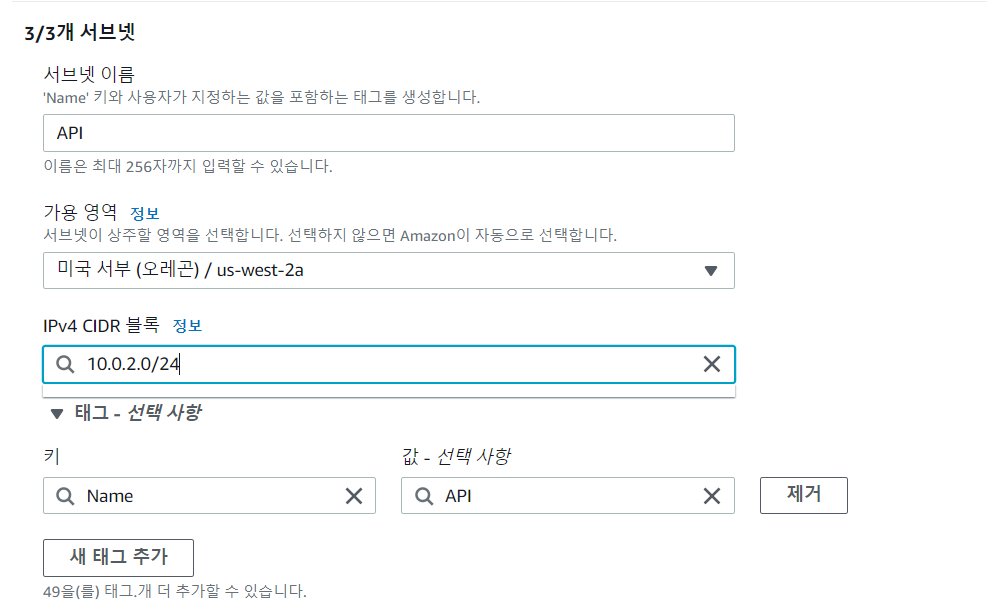 3/3개 서브넷
서브넷 이름
'Name' 키와 사용자가 지정하는 값을 포함하는 태그를 생성합니다.
API
이름은 최대 256자까지 입력할 수 있습니다.
가용 영역 정보
서브넷이 상주할 영역을 선택합니다. 선택하지 않으면 Amazon이 자동으로 선택합니다.
미국 서부 (오레곤) / us-west-2a
IPv4 CIDR 블록 정보
10.0.2.0/24
태그 - 선택 사항
키 값 - 선택 사항
Name API 제거
새 태그 추가
49을(를) 태그.개 더 추가할 수 있습니다.